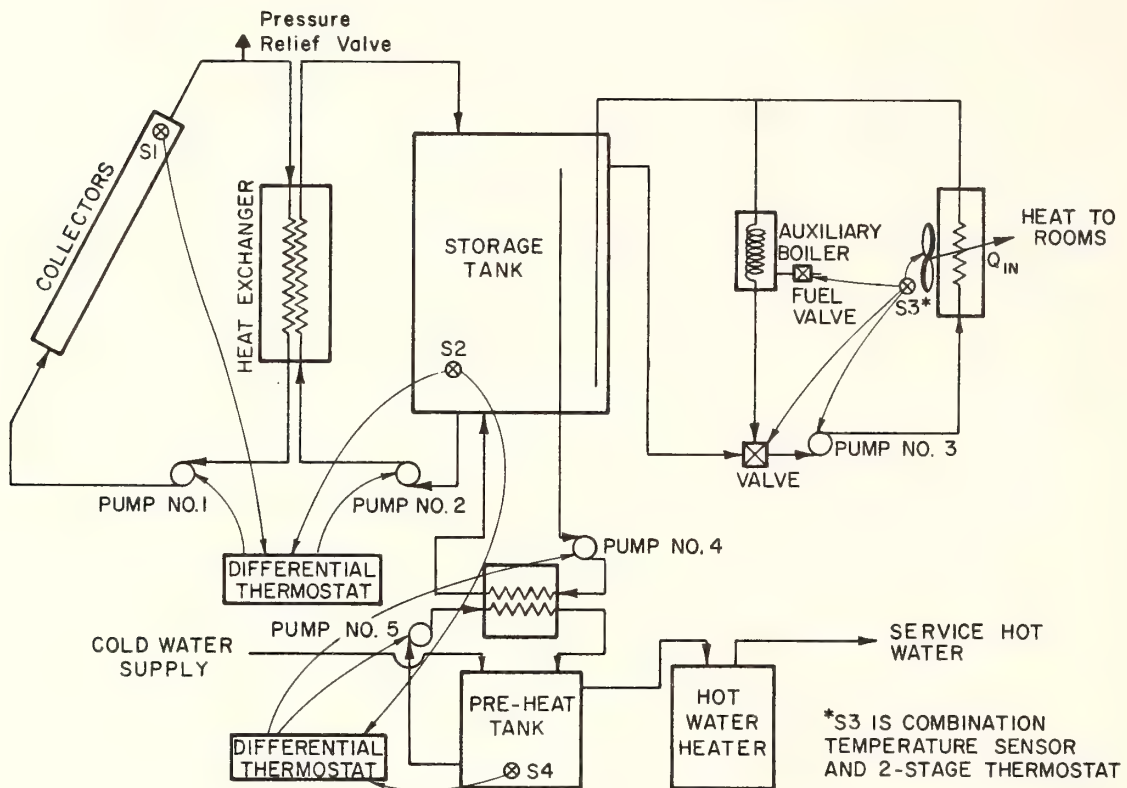 Pressure
Relief Valve
S1
COLLECTORS
HEAT EXCHANGER
STORAGE
TANK
S2
AUXILIARY
BOILER
FUEL
VALVE
S3*
Q IN
HEAT TO
ROOMS
PUMP NO. 1
PUMP NO. 2
VALVE
PUMP NO. 3
DIFFERENTIAL
THERMOSTAT
PUMP NO. 4
PUMP NO. 5
COLD WATER
SUPPLY
SERVICE HOT
WATER
PRE-HEAT
TANK
S4
HOT
WATER
HEATER
DIFFERENTIAL
THERMOSTAT
*S3 IS COMBINATION
TEMPERATURE SENSOR
AND 2-STAGE THERMOSTAT